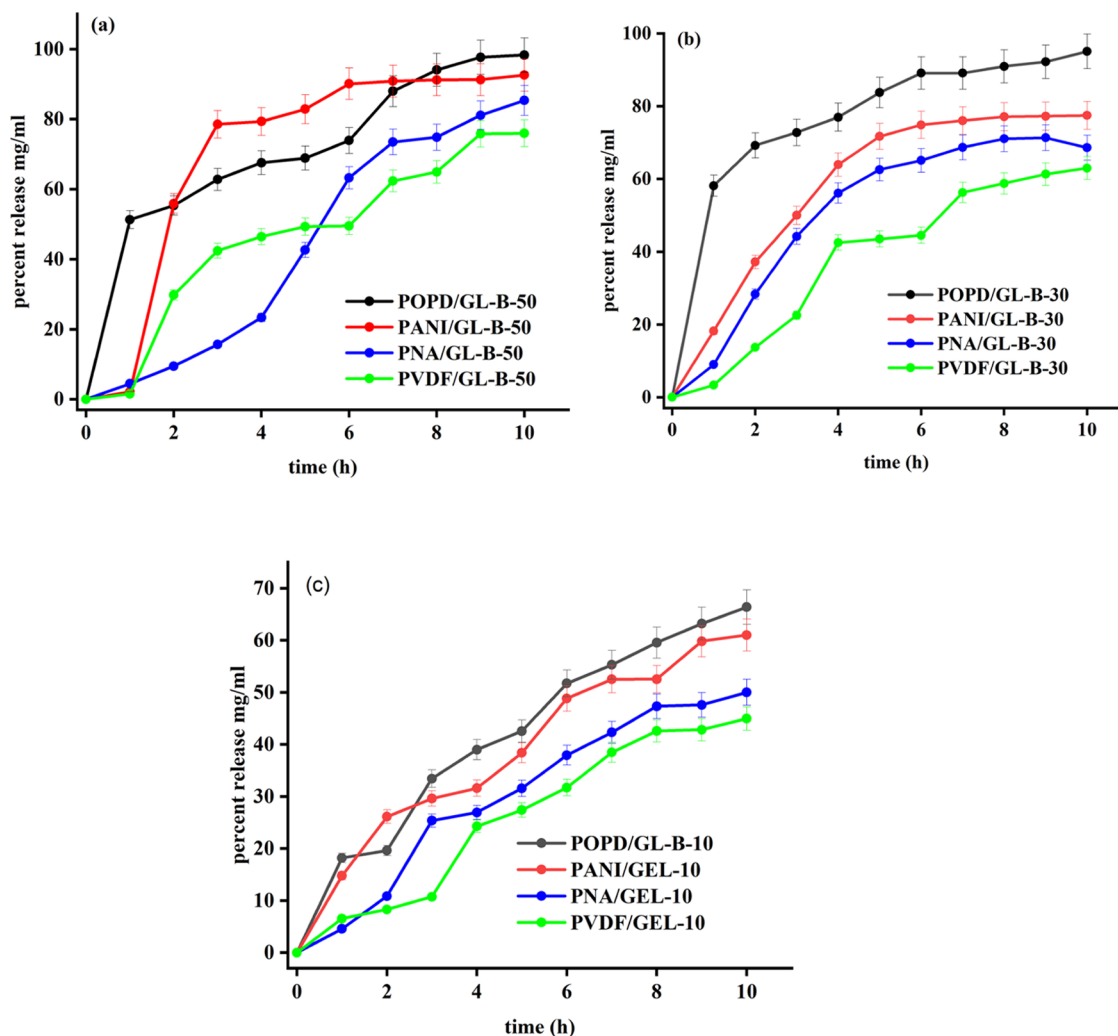 (a)
percent release mg/ml
100
80
60
40
20
0
POPD/GL-B-50
PANI/GL-B-50
PNA/GL-B-50
PVDF/GL-B-50
0 2 4 6 8 10
time (h)
(b)
percent release mg/ml
100
80
60
40
20
0
POPD/GL-B-30
PANI/GL-B-30
PNA/GL-B-30
PVDF/GL-B-30
0 2 4 6 8 10
time (h)
(c)
percent release mg/ml
70
60
50
40
30
20
10
0
POPD/GL-B-10
PANI/GEL-10
PNA/GEL-10
PVDF/GEL-10
0 2 4 6 8 10
time (h)